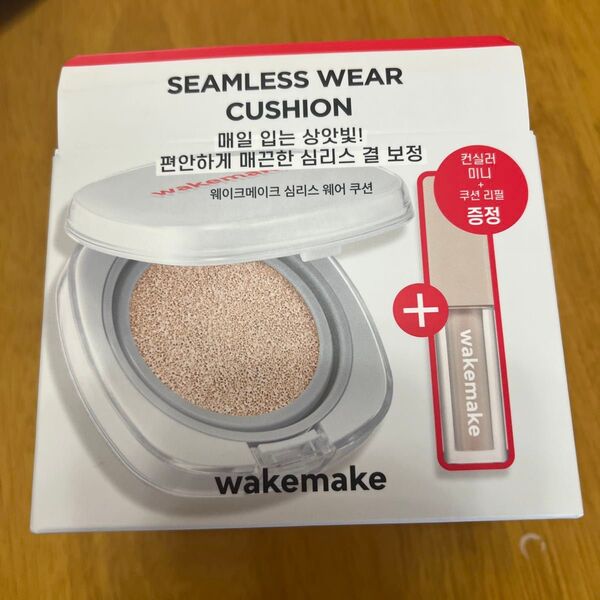 SEAMLESS WEAR
CUSHION
매일 입는 상앗빛!
편안하게 매끈한 심리스 결 보정
웨이크메이크 심리스 웨어 쿠션
wakemake
컨실러
미니
+
쿠션 리필
증정
+
wakemake
wakemake